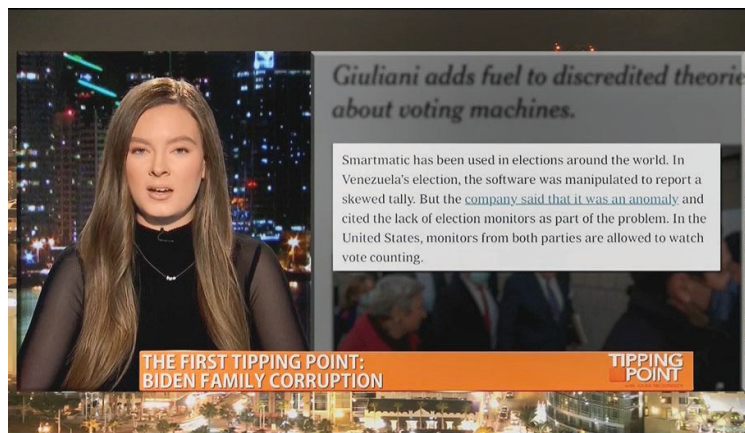 Giuliani adds fuel to discredited theorie
about voting machines.
Smartmatic has been used in elections around the world. In
Venezuela's election, the software was manipulated to report a
skewed tally. But the company said that it was an anomaly and
cited the lack of election monitors as part of the problem. In the
United States, monitors from both parties are allowed to watch
vote counting.
THE FIRST TIPPING POINT:
BIDEN FAMILY CORRUPTION
TIPPING
POINT